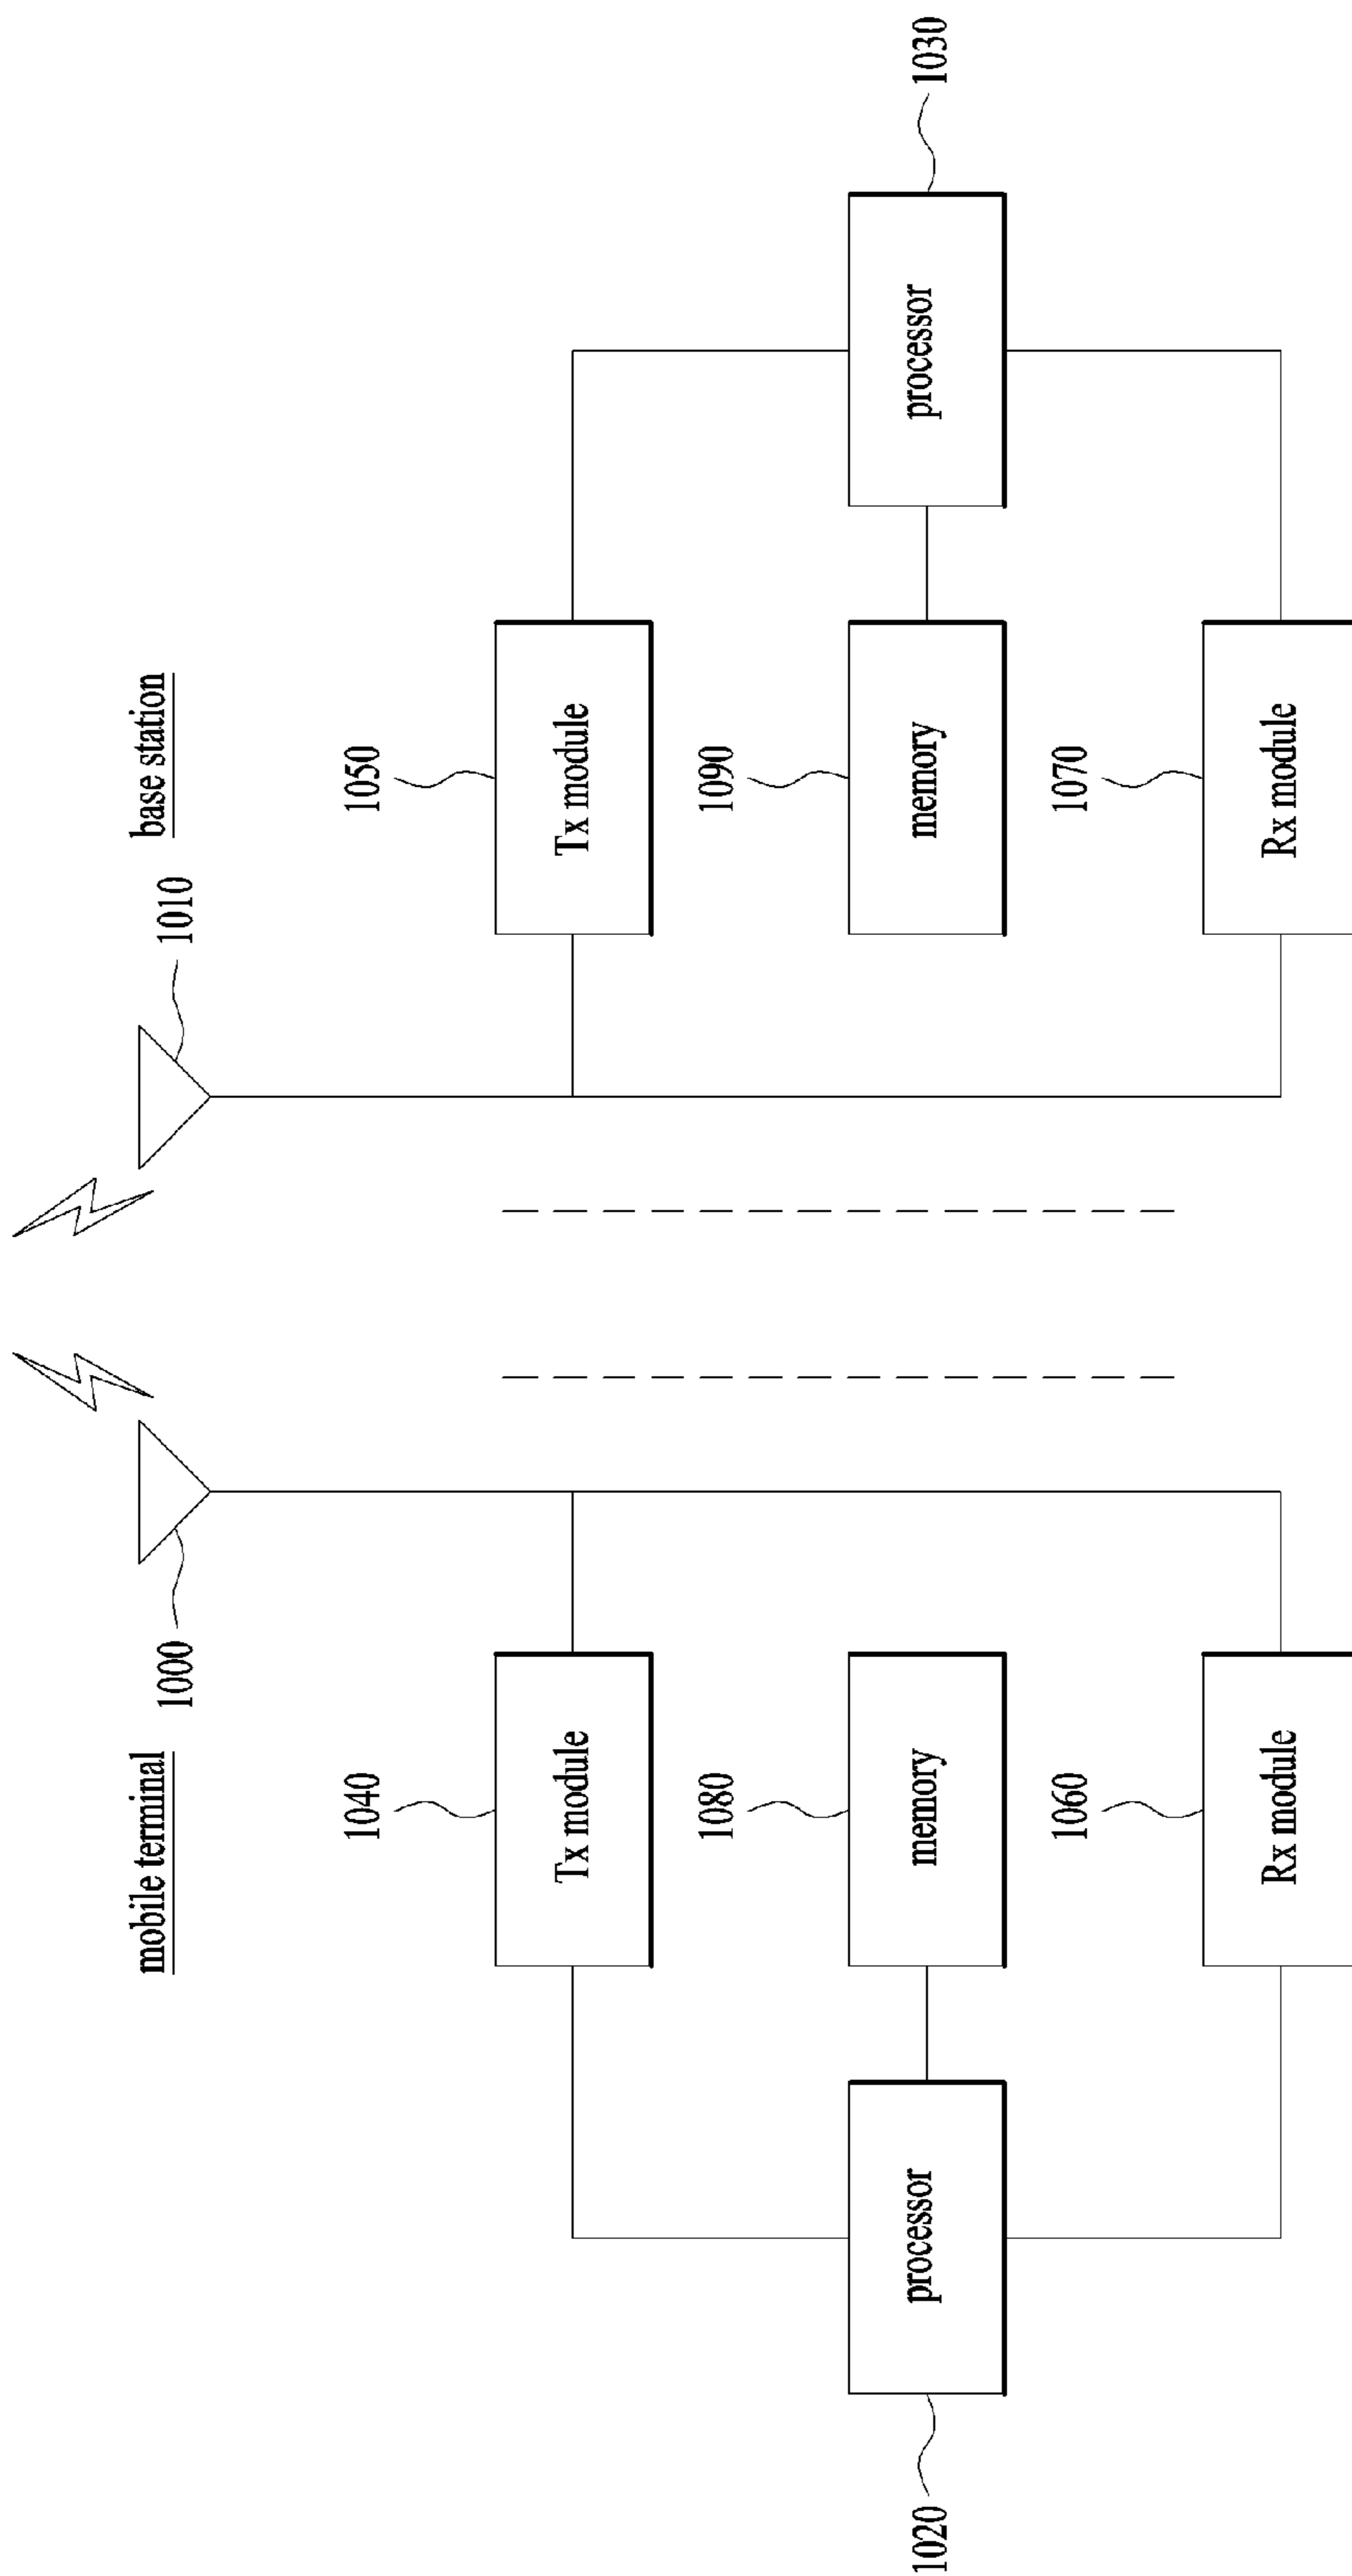 mobile terminal
1000
1010
base station
1040
Tx module
1050
Tx module
1020
processor
1080
memory
1090
memory
processor
1030
1060
Rx module
1070
Rx module